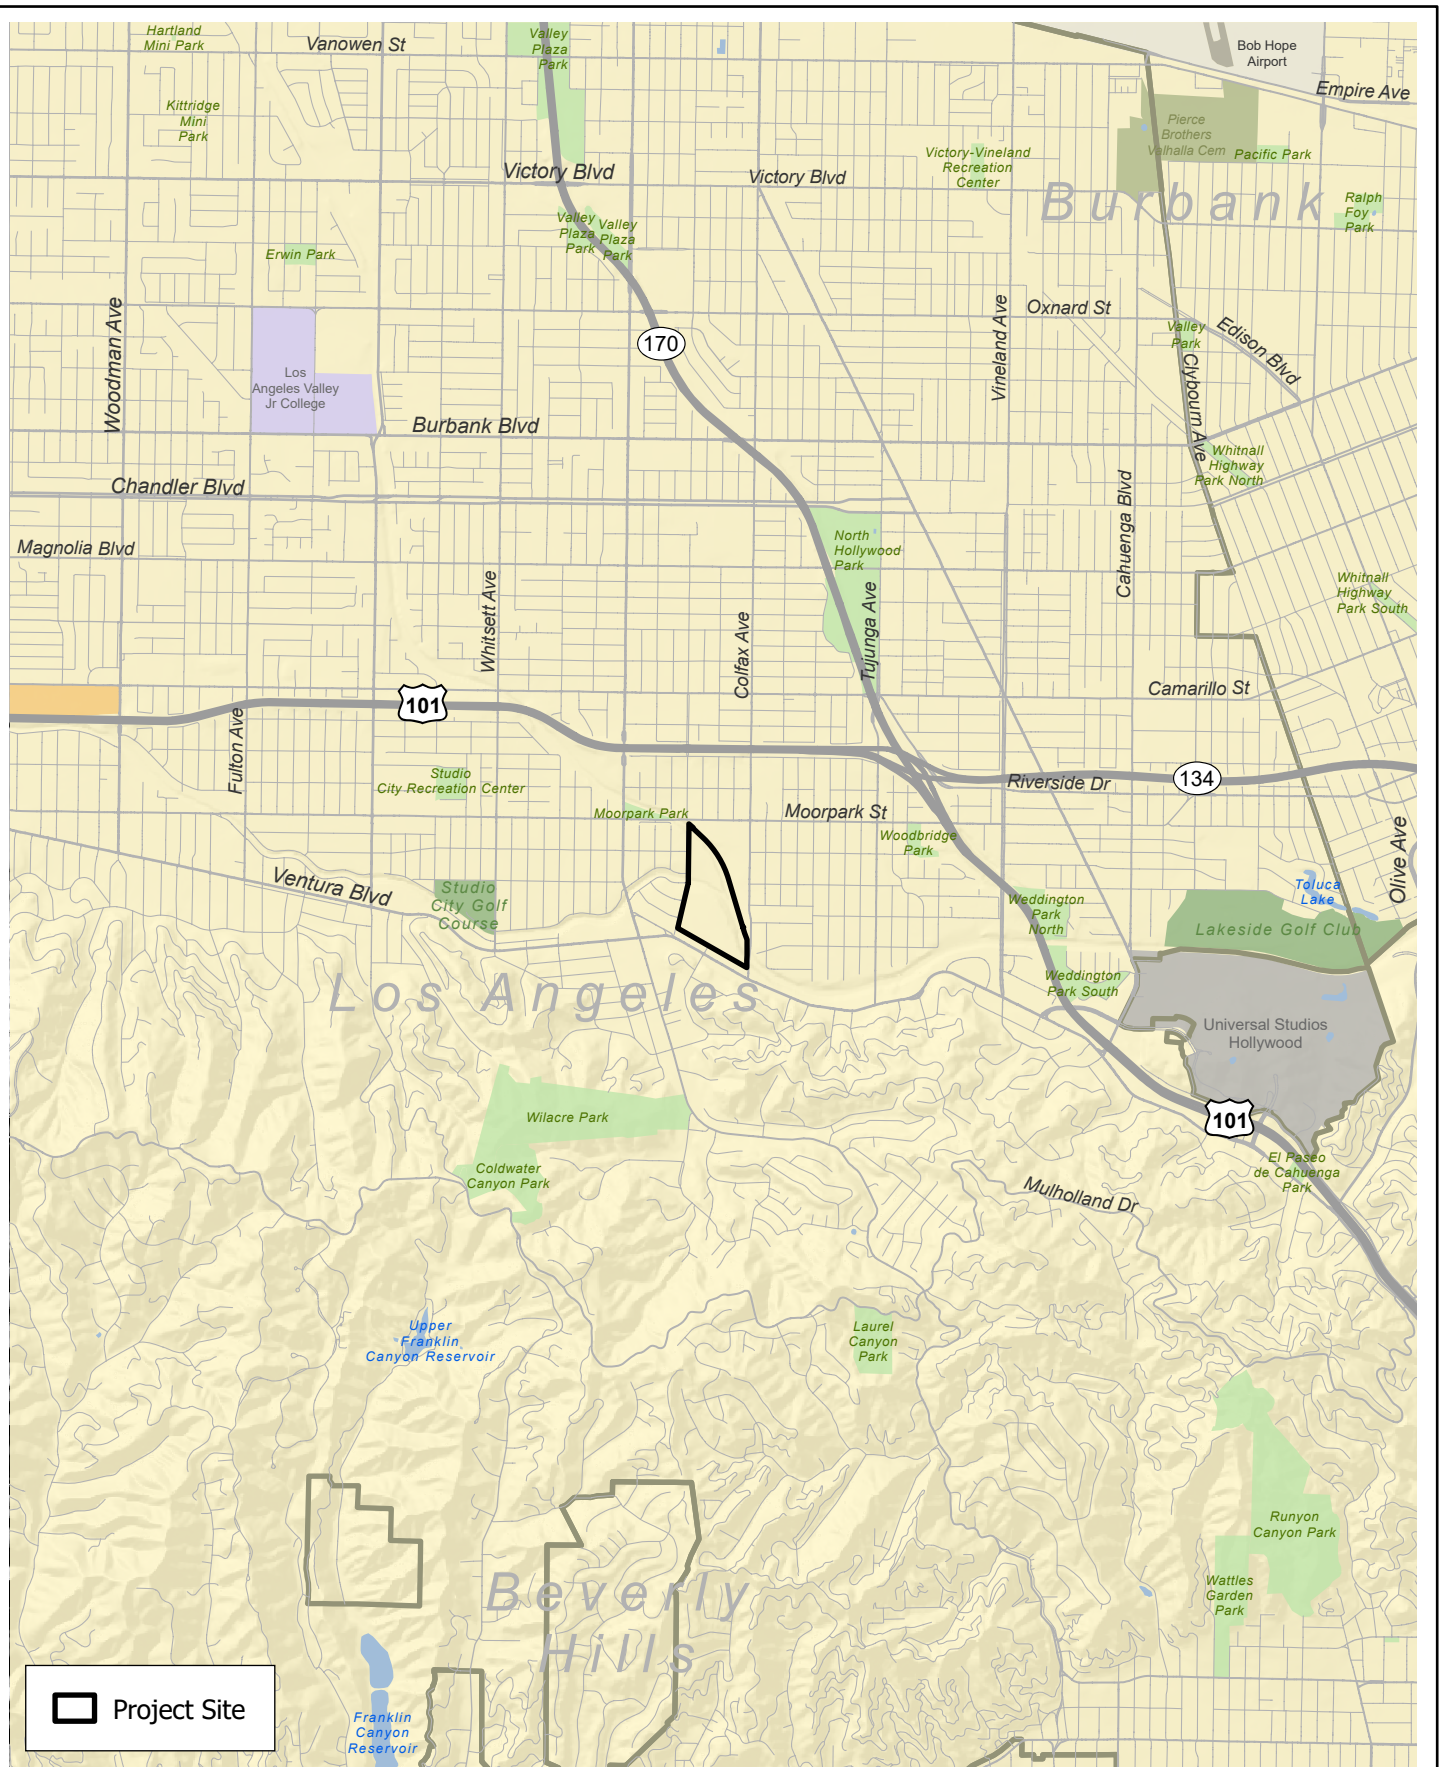 Hartland
Mini Park
Vanowen St
Valley
Plaza
Park
Bob Hope
Airport
Empire Ave
Kittridge
Mini
Park
Pierce
Brothers
Valhalla Cem
Pacific Park
Victory Blvd
Victory Blvd
Victory-Vineland
Recreation
Center
Burbank
Ralph
Foy
Park
Valley
Plaza
Park
Valley
Plaza
Park
Erwin Park
Woodman Ave
Vineland Ave
Oxnard St
Valley
Park
Edison Blvd
170
Clybourn Ave
Los
Angeles Valley
Jr College
Burbank Blvd
Whitnall
Highway
Park North
Chandler Blvd
Cahuenga Blvd
Magnolia Blvd
North
Hollywood
Park
Whitsett Ave
Colfax Ave
Tujunga Ave
Whitnall
Highway
Park South
Camarillo St
101
Fulton Ave
Studio
City Recreation Center
Riverside Dr
134
Moorpark Park
Moorpark St
Woodbridge
Park
Olive Ave
Ventura Blvd
Studio
City Golf
Course
Toluca
Lake
Weddington
Park
North
Lakeside Golf Club
Los Angeles
Weddington
Park South
Universal Studios
Hollywood
Wilacre Park
101
Coldwater
Canyon Park
El Paseo
de Cahuenga
Park
Mulholland Dr
Upper
Franklin
Canyon Reservoir
Laurel
Canyon
Park
Runyon
Canyon Park
Beverly
Hills
Wattles
Garden
Park
Project Site
Franklin
Canyon
Reservoir